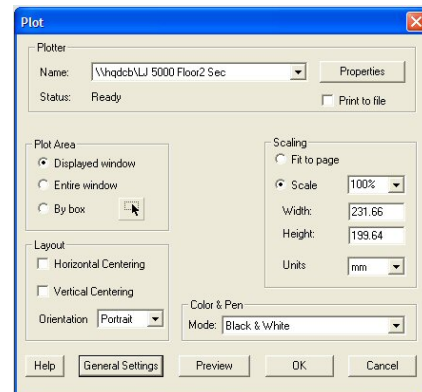 Plot
Plotter
Name: \\hqdcb\LJ 5000 Floor2 Sec Properties
Status: Ready Print to file
Plot Area
Displayed window
Entire window
By box
Scaling
Fit to page
Scale 100%
Width: 231.66
Height: 199.64
Units mm
Layout
Horizontal Centering
Vertical Centering
Orientation Portrait
Color & Pen
Mode: Black & White
Help General Settings Preview OK Cancel